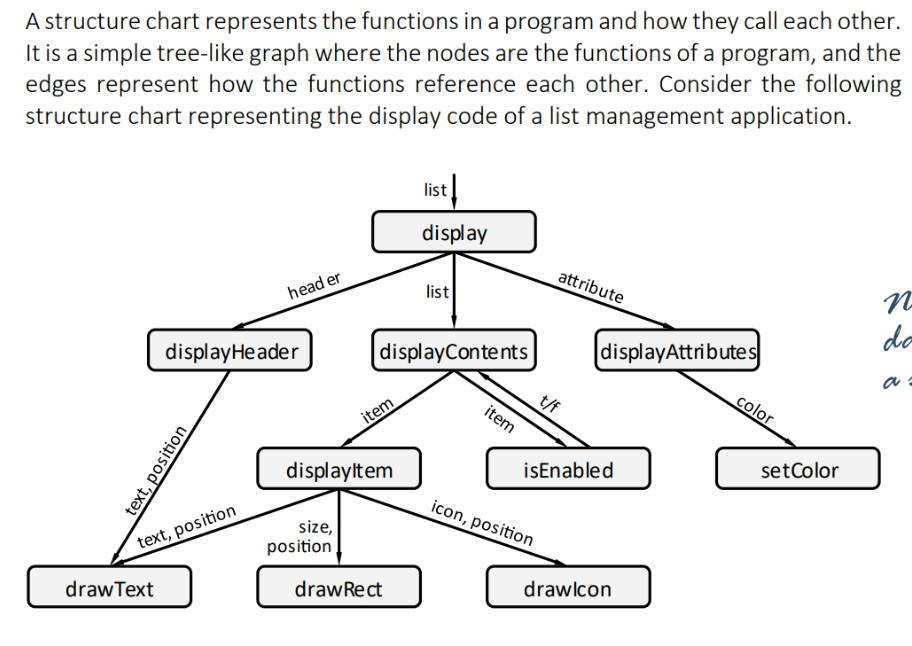 A structure chart represents the functions in a program and how they call each other.
It is a simple tree-like graph where the nodes are the functions of a program, and the
edges represent how the functions reference each other. Consider the following
structure chart representing the display code of a list management application.
list
display
header
list
attribute
displayHeader
displayContents
displayAttributes
item
item
t/f
color
text, position
displayItem
isEnabled
setColor
text, position
size,
position
icon, position
drawText
drawRect
drawIcon